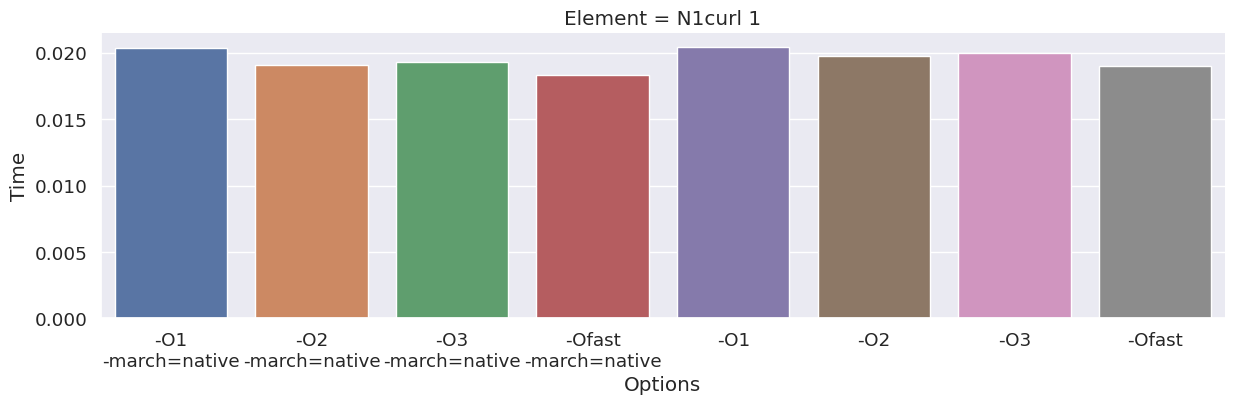 Element = N1curl 1
Time
0.020
0.015
0.010
0.005
0.000
-O1 -O2 -O3 -Ofast -O1 -O2 -O3 -Ofast
-march=native -march=native -march=native -march=native
Options